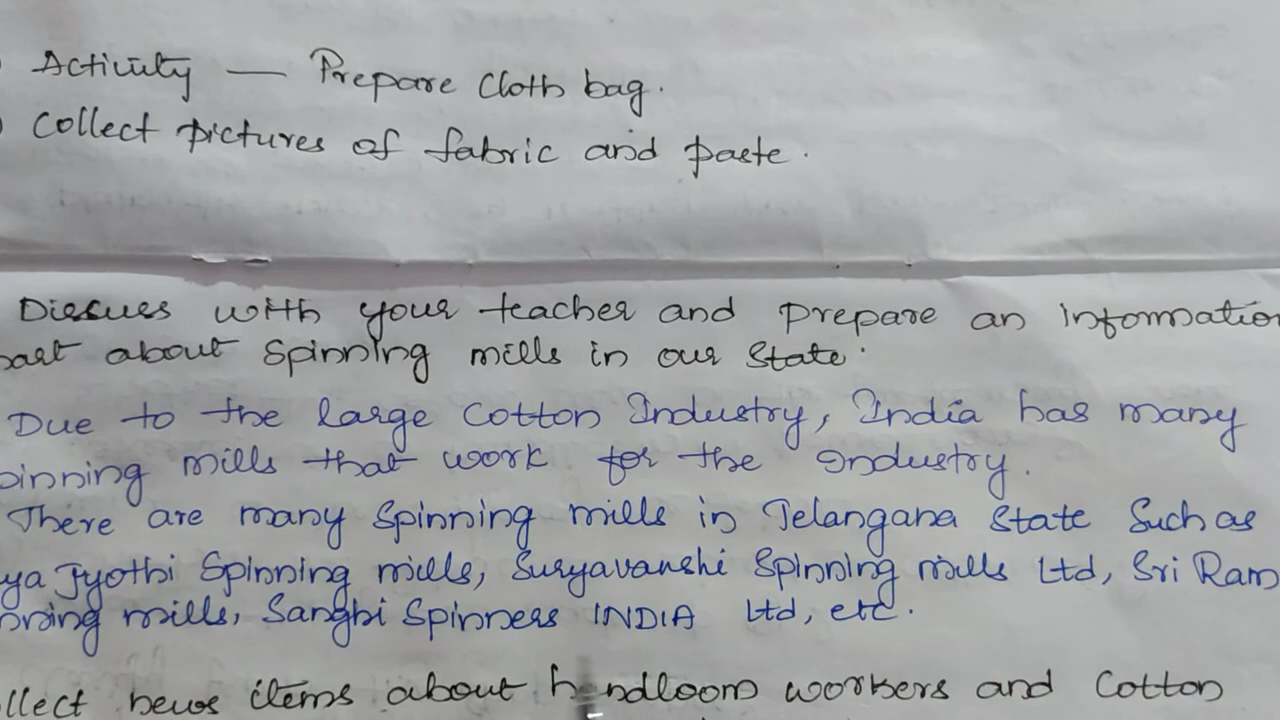 Activity — Prepare Cloth bag.
Collect pictures of fabric and paste.
Discuss with your teacher and prepare an information
about Spinning mills in our State.
Due to the large Cotton Industry, India has many
mills that work for the Industry.
There are many Spinning mills in Telangana State Such as
Jyothi Spinning mills, Suryavanshi Spinning mills Ltd, Sri Ram
mills, Sanghi Spinners INDIA Ltd, etc.
news items about handloom workers and Cotton